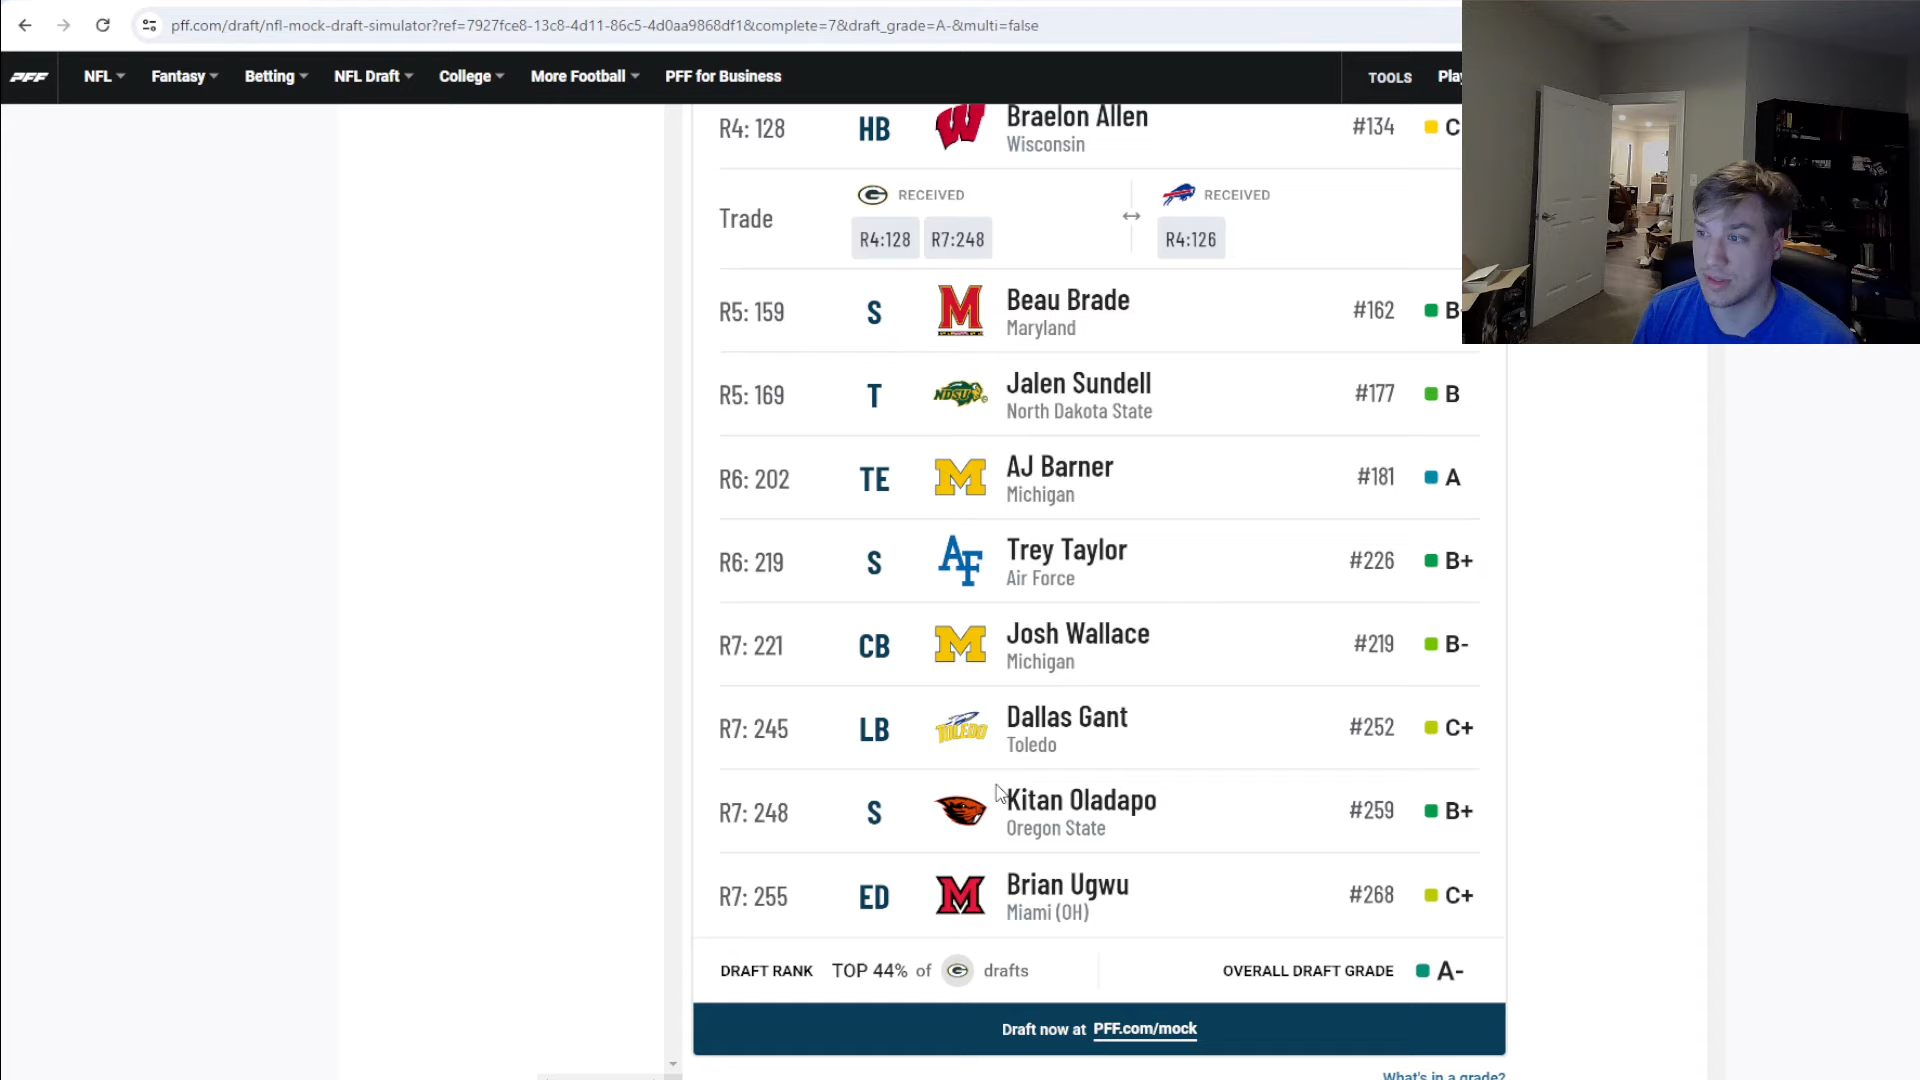 pff.com/draft/nfl-mock-draft-simulator?ref=7927fce8-13c8-4d11-86c5-4d0aa9868df1&complete=7&draft_grade=A-&multi=false
PFF NFL Fantasy Betting NFL Draft College More Football PFF for Business TOOLS Pla
R4: 128 HB Braelon Allen #134 C
Wisconsin
RECEIVED RECEIVED
Trade
R4:128 R7:248 R4:126
R5: 159 S Beau Brade #162 B
Maryland
R5: 169 T NDSU Jalen Sundell #177 B
North Dakota State
R6: 202 TE M AJ Barner #181 A
Michigan
R6: 219 S AF Trey Taylor #226 B+
Air Force
R7: 221 CB M Josh Wallace #219 B-
Michigan
R7: 245 LB TOLEDO Dallas Gant #252 C+
Toledo
R7: 248 S Kitan Oladapo #259 B+
Oregon State
R7: 255 ED M Brian Ugwu #268 C+
Miami (OH)
DRAFT RANK TOP 44% of G drafts OVERALL DRAFT GRADE A-
Draft now at PFF.com/mock
What's in a grade?